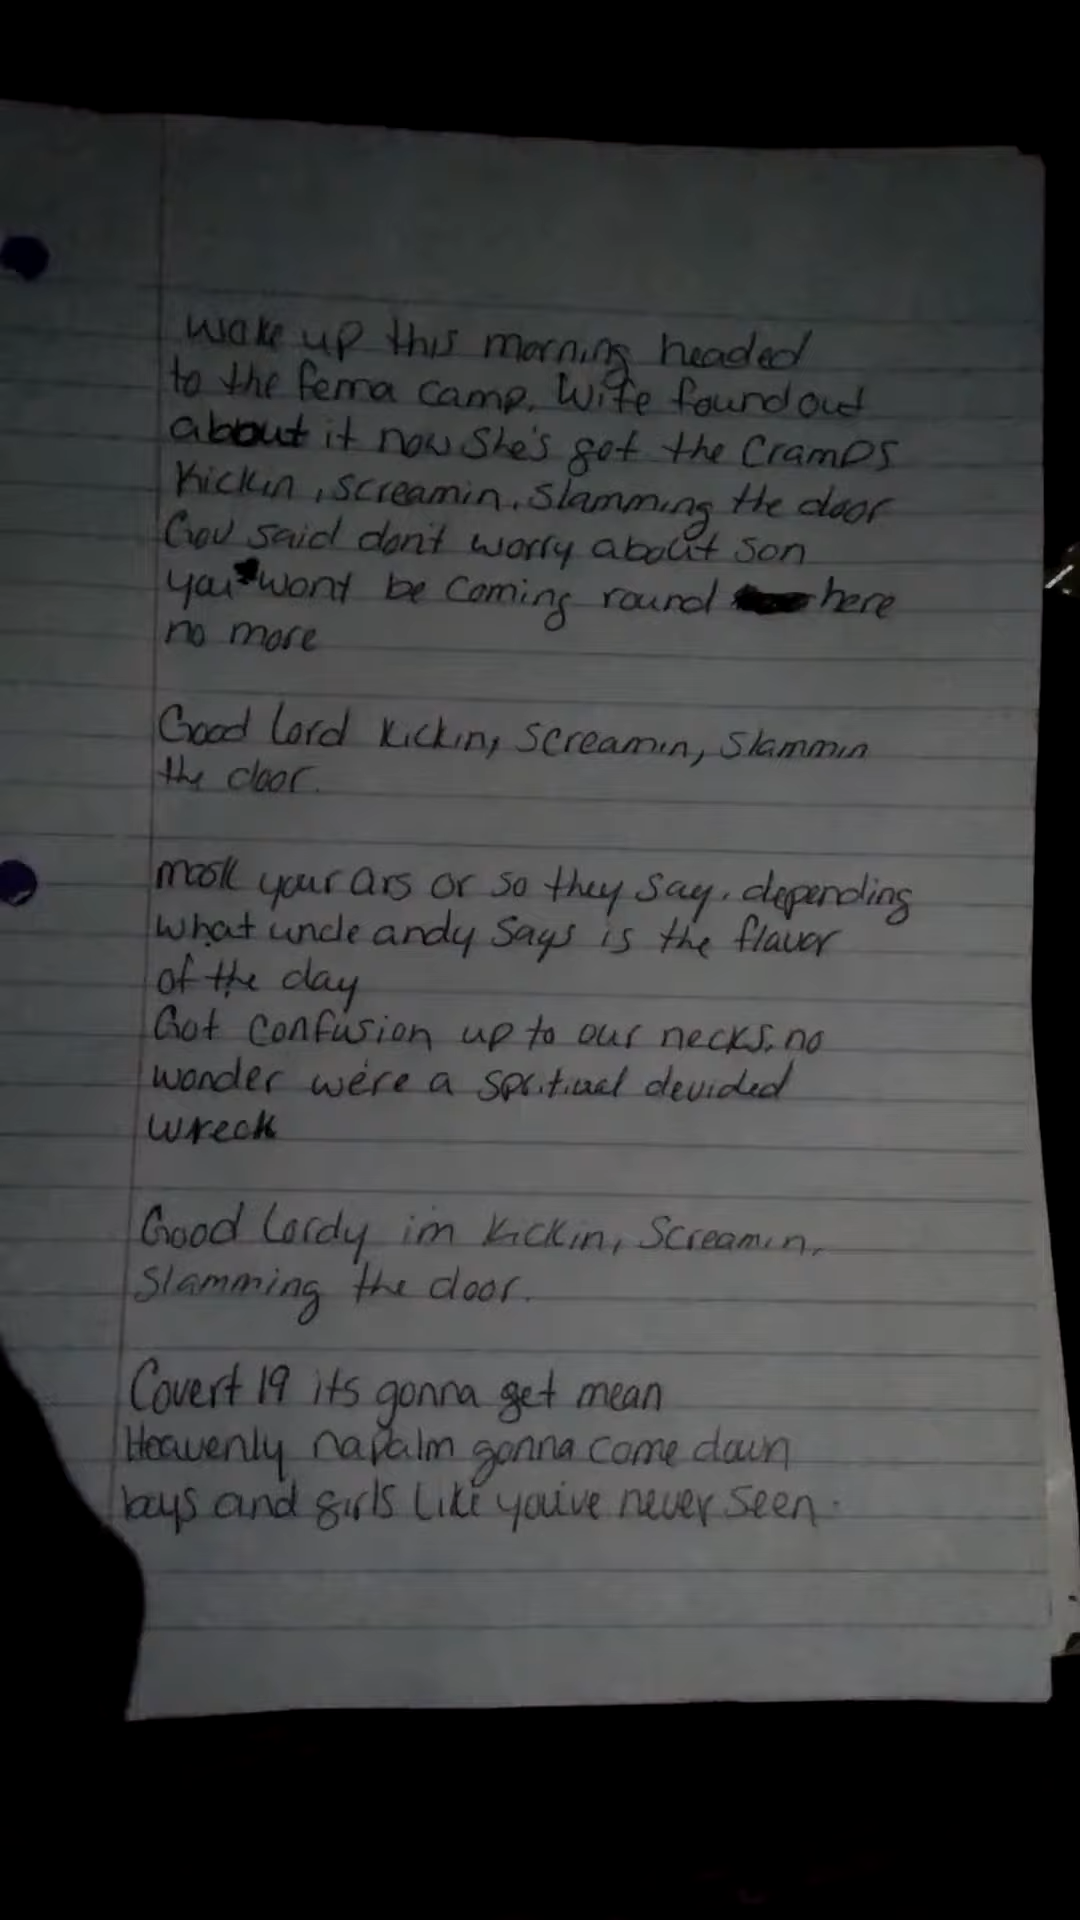 wake up this morning headed
to the fema camp. Wife found out
about it now She's got the Cramps
Kickin, screamin, slamming the door
Gov said don't worry about son
you wont be coming round here
no more
Good Lord Kickin, Screamin, Slammin
the door.
mask your ars or so they say. depending
what uncle andy Says is the flavor
of the day
Got confusion up to our necks, no
wonder we're a spiritual devided
wreck
Good Lordy im Kickin, Screamin,
Slamming the door.
Covert 19 its gonna get mean
Heavenly napalm gonna come down
boys and girls like you've never seen.